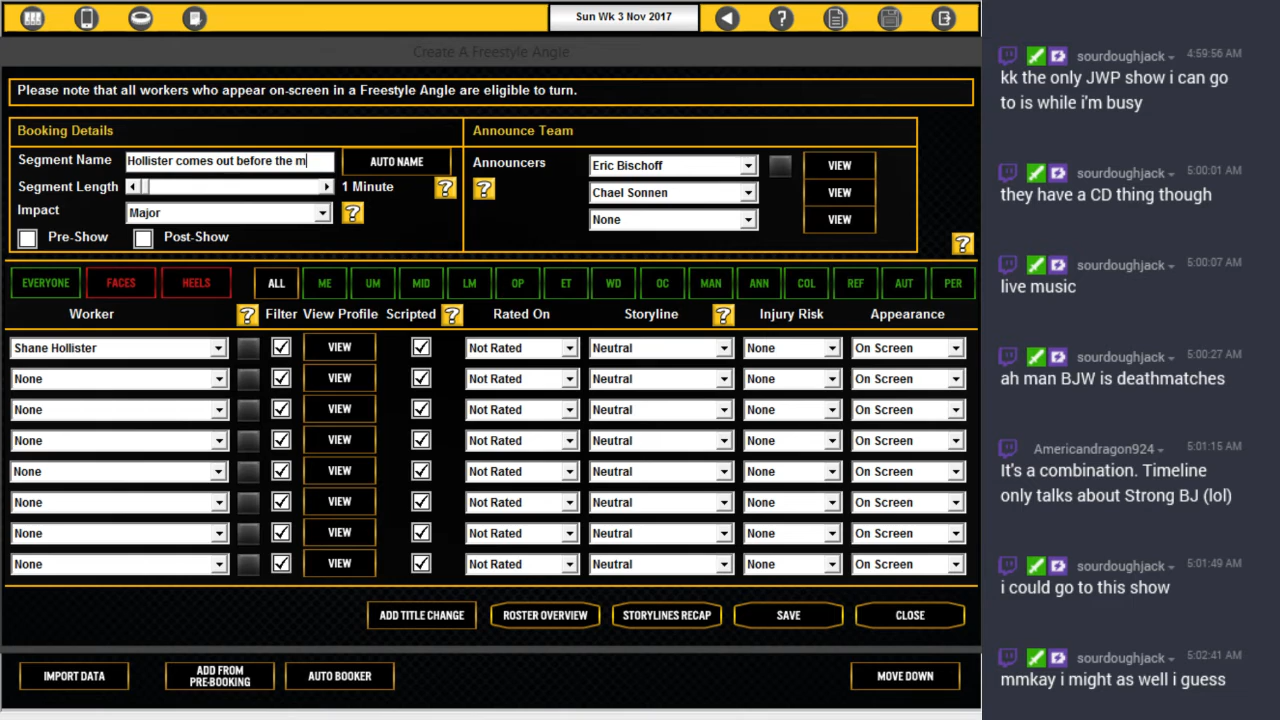 Sun Wk 3 Nov 2017
Create A Freestyle Angle
Please note that all workers who appear on-screen in a Freestyle Angle are eligible to turn.
Booking Details
Segment Name
Hollister comes out before the m
AUTO NAME
Segment Length
1 Minute
Impact
Major
Pre-Show
Post-Show
Announce Team
Announcers
Eric Bischoff
VIEW
Chael Sonnen
VIEW
None
VIEW
EVERYONE FACES HEELS ALL ME UM MID LM OP ET WD OC MAN ANN COL REF AUT PER
Worker Filter View Profile Scripted Rated On Storyline Injury Risk Appearance
Shane Hollister VIEW Not Rated Neutral None On Screen
None VIEW Not Rated Neutral None On Screen
None VIEW Not Rated Neutral None On Screen
None VIEW Not Rated Neutral None On Screen
None VIEW Not Rated Neutral None On Screen
None VIEW Not Rated Neutral None On Screen
None VIEW Not Rated Neutral None On Screen
None VIEW Not Rated Neutral None On Screen
ADD TITLE CHANGE ROSTER OVERVIEW STORYLINES RECAP SAVE CLOSE
IMPORT DATA
ADD FROM
PRE-BOOKING
AUTO BOOKER
MOVE DOWN
sourdoughjack 4:59:56 AM
kk the only JWP show i can go
to is while i'm busy
sourdoughjack 5:00:01 AM
they have a CD thing though
sourdoughjack 5:00:07 AM
live music
sourdoughjack 5:00:27 AM
ah man BJW is deathmatches
Americandragon924 5:01:15 AM
It's a combination. Timeline
only talks about Strong BJ (lol)
sourdoughjack 5:01:49 AM
i could go to this show
sourdoughjack 5:02:41 AM
mmkay i might as well i guess